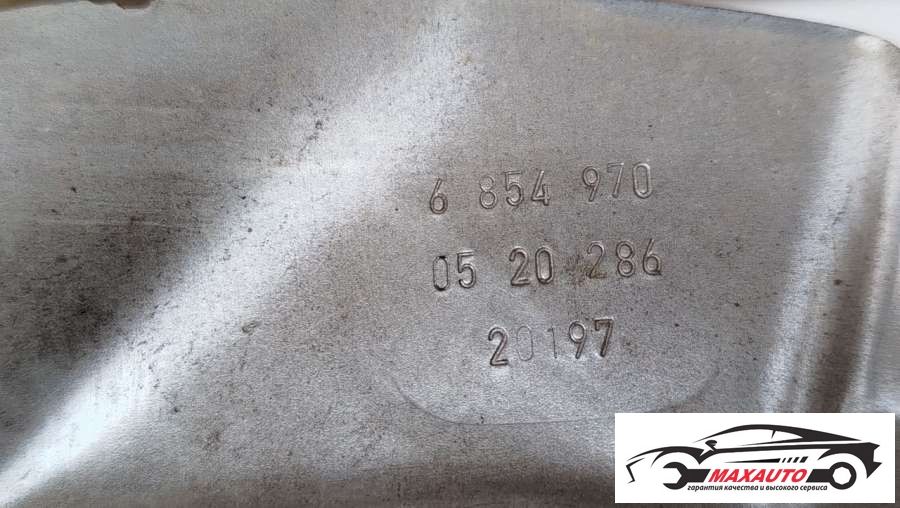 6 854 970
05 20 286
20197
MAXAUTO
гарантия качества и высокого сервиса